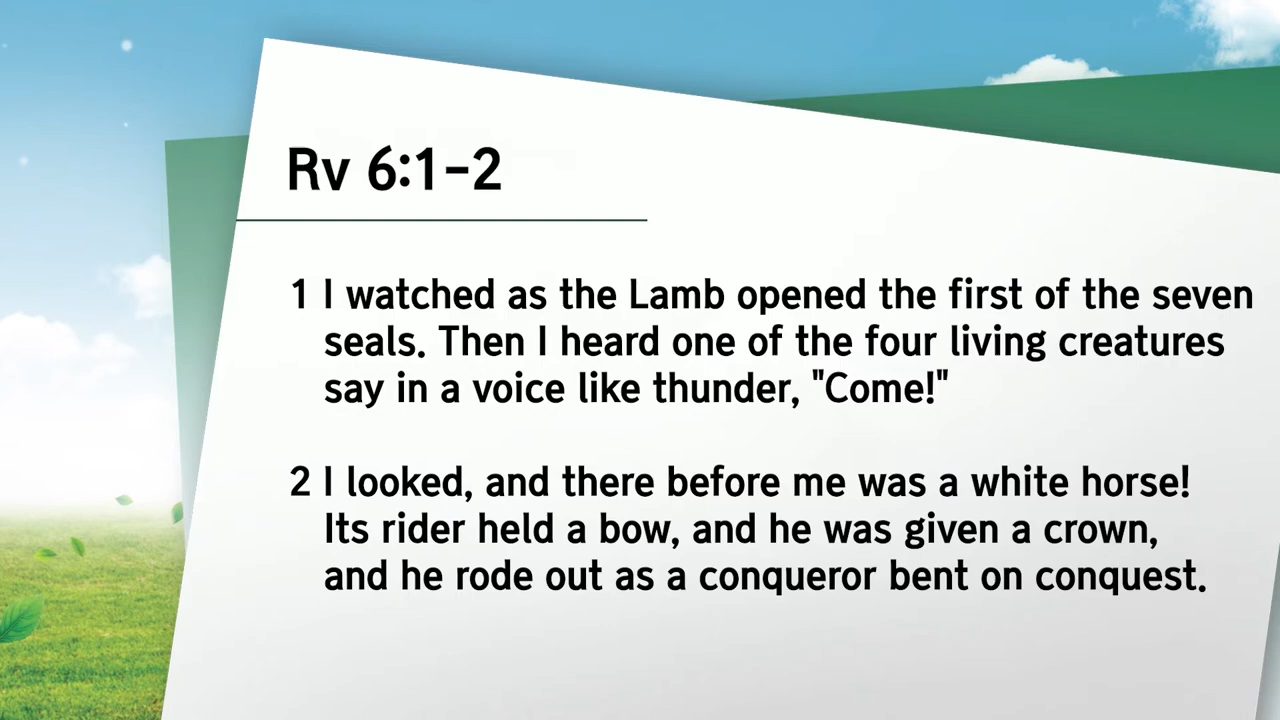 Rv 6:1-2
1 I watched as the Lamb opened the first of the seven
seals. Then I heard one of the four living creatures
say in a voice like thunder, "Come!"
2 I looked, and there before me was a white horse!
Its rider held a bow, and he was given a crown,
and he rode out as a conqueror bent on conquest.